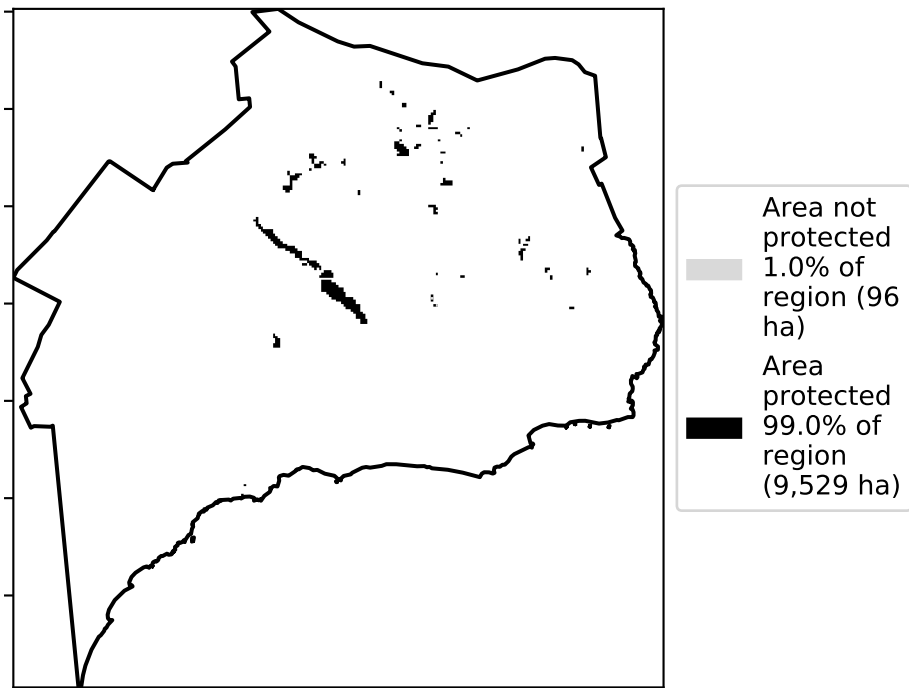 Area not
protected
1.0% of
region (96
ha)
Area
protected
99.0% of
region
(9,529 ha)